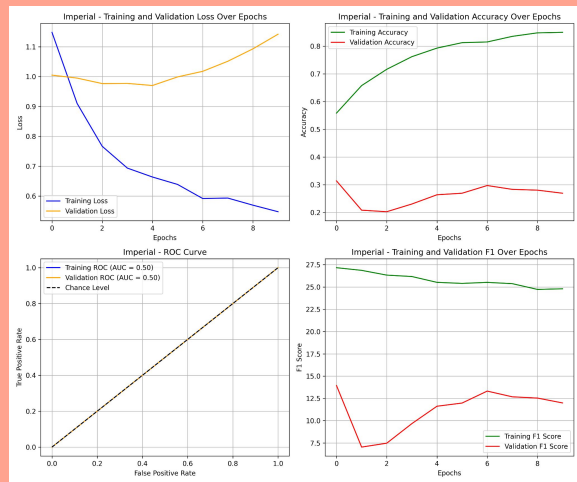 Imperial - Training and Validation Loss Over Epochs
1.1
1.0
0.9
0.8
0.7
0.6
Loss
Training Loss
Validation Loss
0 2 4 6 8
Epochs
Imperial - Training and Validation Accuracy Over Epochs
Training Accuracy
Validation Accuracy
0.8
0.7
0.6
0.5
0.4
0.3
0.2
Accuracy
0 2 4 6 8
Epochs
Imperial - ROC Curve
Training ROC (AUC = 0.50)
Validation ROC (AUC = 0.50)
Chance Level
1.0
0.8
0.6
0.4
0.2
0.0
True Positive Rate
0.0 0.2 0.4 0.6 0.8 1.0
False Positive Rate
Imperial - Training and Validation F1 Over Epochs
27.5
25.0
22.5
20.0
17.5
15.0
12.5
10.0
7.5
F1 Score
Training F1 Score
Validation F1 Score
0 2 4 6 8
Epochs